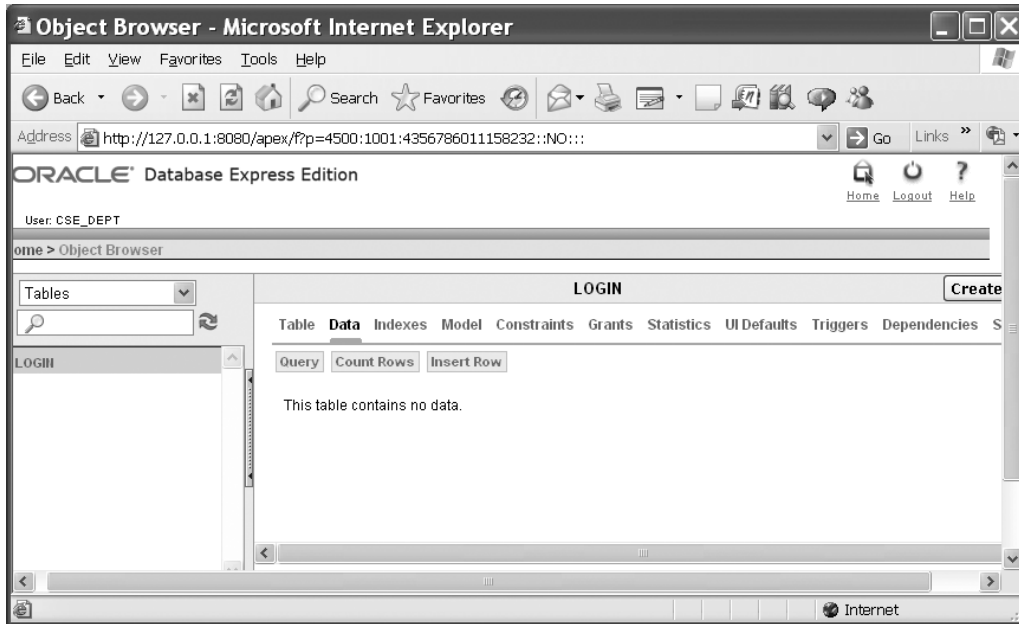 Object Browser - Microsoft Internet Explorer
File Edit View Favorites Tools Help
Back Search Favorites
Address http://127.0.0.1:8080/apex/f?p=4500:1001:4356786011158232::NO::: Go Links »
ORACLE Database Express Edition
Home Logout Help
User: CSE_DEPT
ome > Object Browser
Tables LOGIN Create
Table Data Indexes Model Constraints Grants Statistics UI Defaults Triggers Dependencies S
LOGIN Query Count Rows Insert Row
This table contains no data.
Internet